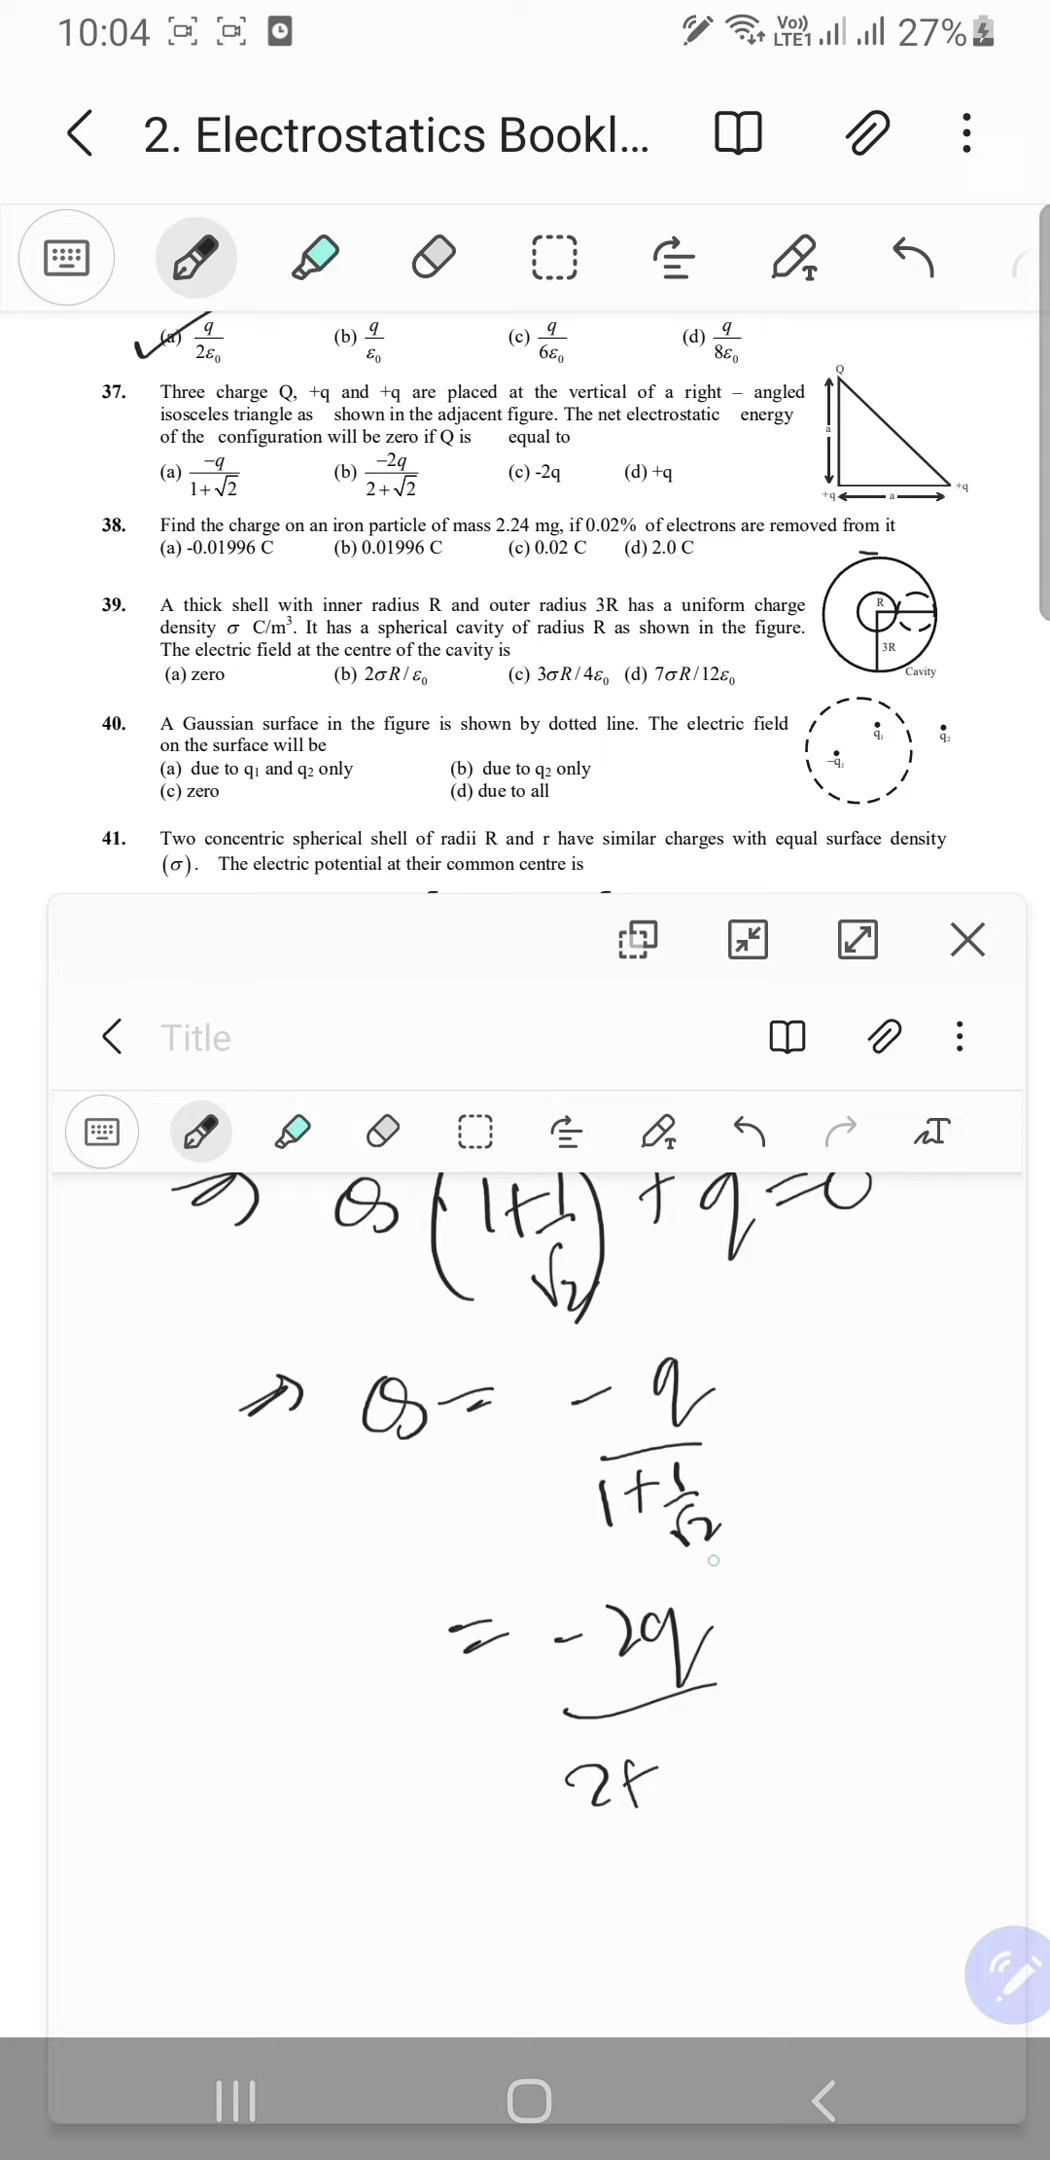 10:04 Vo)) LTE1 27%
2. Electrostatics Bookl...
(a) q/2ε₀ (b) q/ε₀ (c) q/6ε₀ (d) q/8ε₀
37. Three charge Q, +q and +q are placed at the vertical of a right – angled
isosceles triangle as shown in the adjacent figure. The net electrostatic energy
of the configuration will be zero if Q is equal to
(a) −q/1+√2 (b) −2q/2+√2 (c) -2q (d) +q
Q
a
+q a +q
38. Find the charge on an iron particle of mass 2.24 mg, if 0.02% of electrons are removed from it
(a) -0.01996 C (b) 0.01996 C (c) 0.02 C (d) 2.0 C
39. A thick shell with inner radius R and outer radius 3R has a uniform charge
density σ C/m³. It has a spherical cavity of radius R as shown in the figure.
The electric field at the centre of the cavity is
(a) zero (b) 2σR/ε₀ (c) 3σR/4ε₀ (d) 7σR/12ε₀
R
3R
Cavity
40. A Gaussian surface in the figure is shown by dotted line. The electric field
on the surface will be
(a) due to q₁ and q₂ only (b) due to q₂ only
(c) zero (d) due to all
q₁ q₂
−q₁
41. Two concentric spherical shell of radii R and r have similar charges with equal surface density
(σ). The electric potential at their common centre is
Title
⇒ Q(1+1/√2) + q=0
⇒ Q= −q/1+1/√2
= −2q
2+